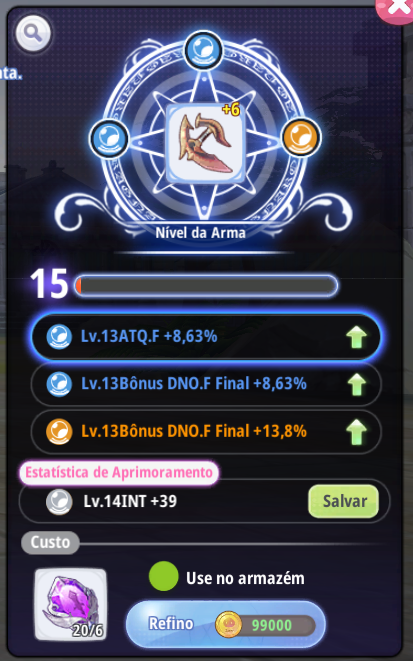 ata.
+6
Nível da Arma
15
Lv.13ATQ.F +8,63%
Lv.13Bônus DNO.F Final +8,63%
Lv.13Bônus DNO.F Final +13,8%
Estatística de Aprimoramento
Lv.14INT +39
Salvar
Custo
Use no armazém
20/6
Refino
99000